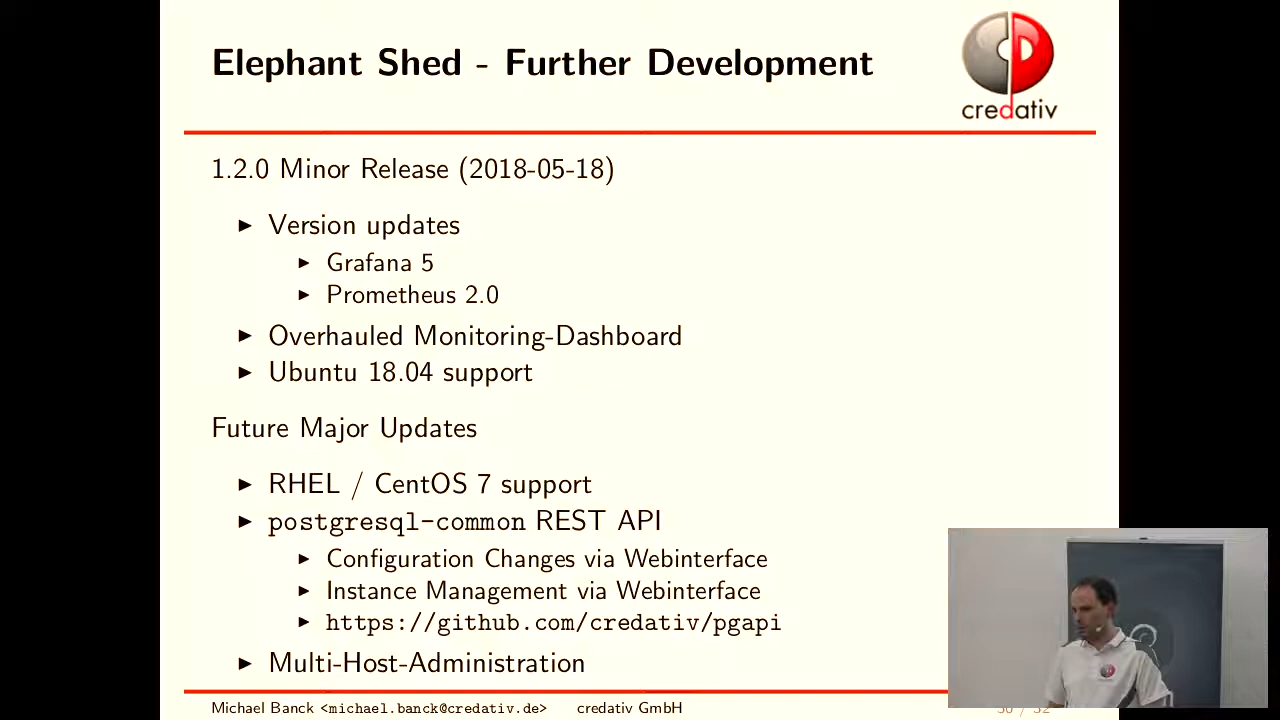 Elephant Shed - Further Development
credativ
1.2.0 Minor Release (2018-05-18)
Version updates
Grafana 5
Prometheus 2.0
Overhauled Monitoring-Dashboard
Ubuntu 18.04 support
Future Major Updates
RHEL / CentOS 7 support
postgresql-common REST API
Configuration Changes via Webinterface
Instance Management via Webinterface
https://github.com/credativ/pgapi
Multi-Host-Administration
Michael Banck <michael.banck@credativ.de> credativ GmbH 30 / 32